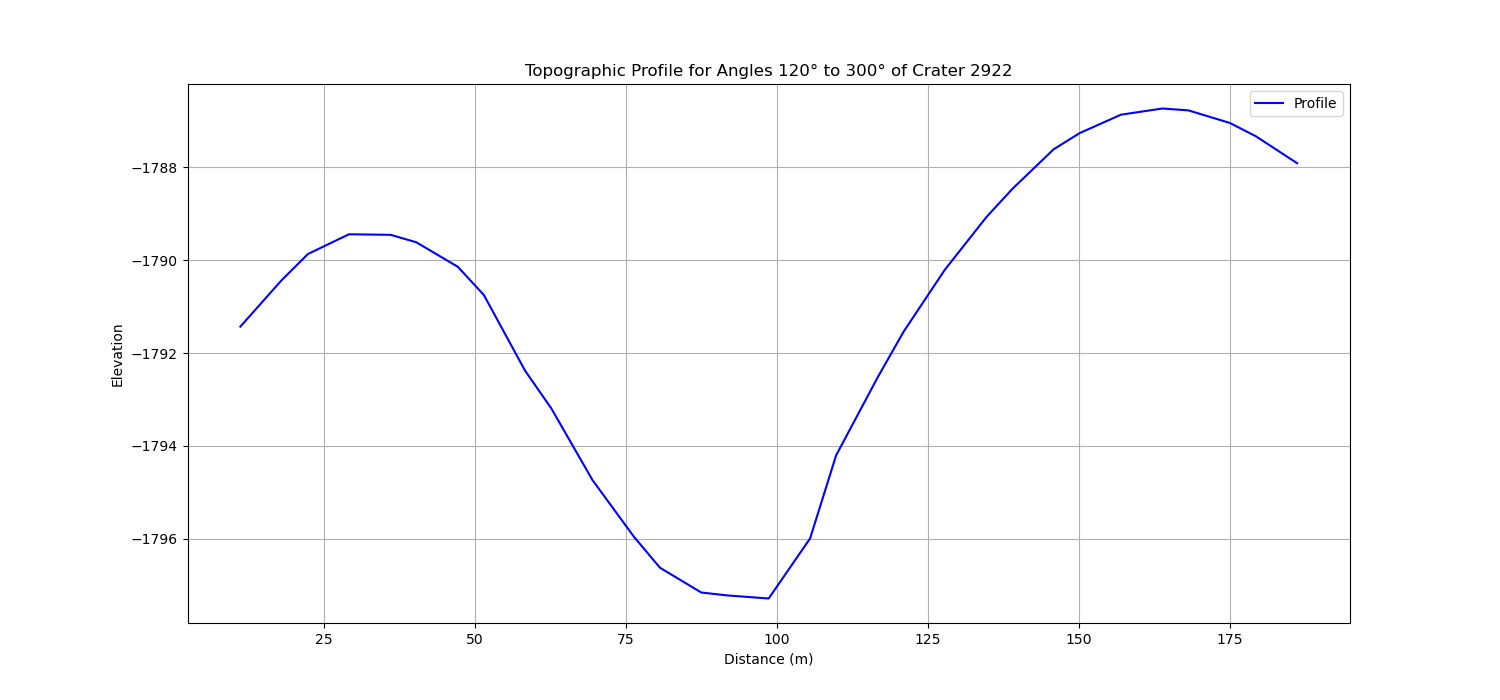 Topographic Profile for Angles 120° to 300° of Crater 2922
Profile
−1788
−1790
−1792
−1794
−1796
Elevation
25 50 75 100 125 150 175
Distance (m)